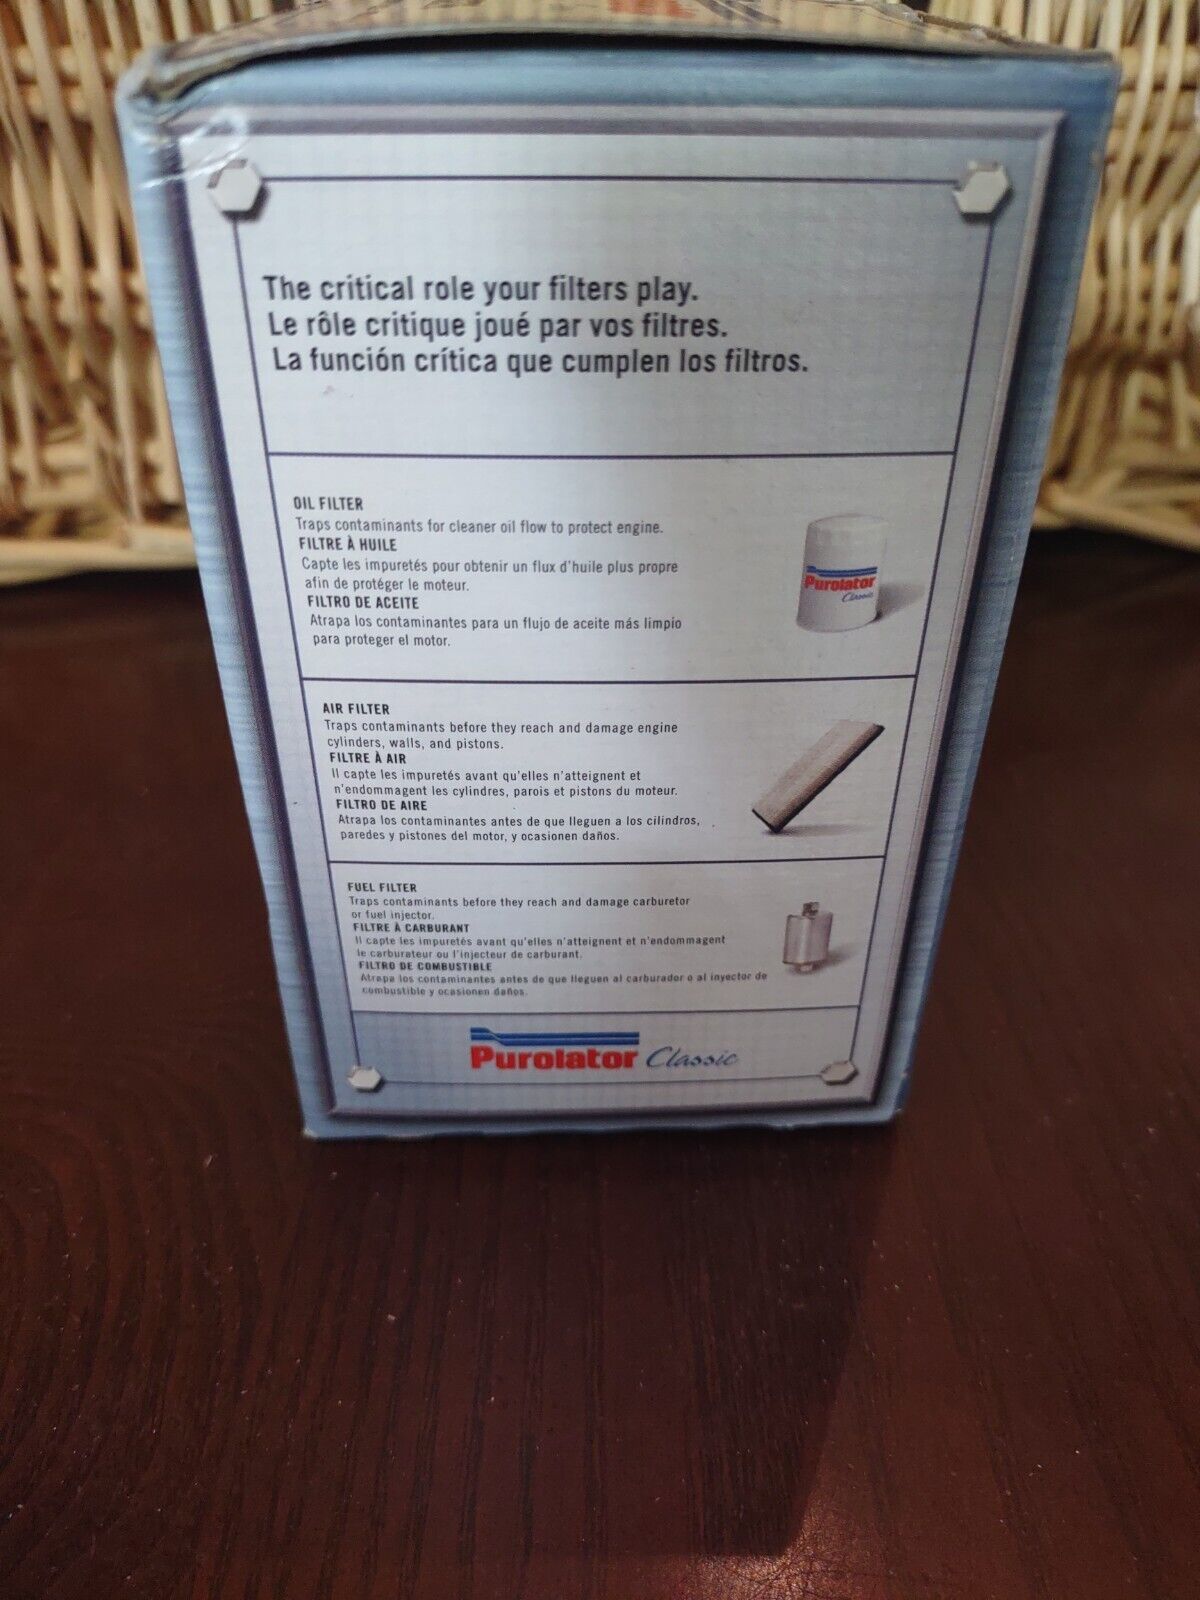 The critical role your filters play.
Le rôle critique joué par vos filtres.
La función crítica que cumplen los filtros.
OIL FILTER
Traps contaminants for cleaner oil flow to protect engine.
FILTRE À HUILE
Capte les impuretés pour obtenir un flux d'huile plus propre
afin de protéger le moteur.
FILTRO DE ACEITE
Atrapa los contaminantes para un flujo de aceite más limpio
para proteger el motor.
Purolator
Classic
AIR FILTER
Traps contaminants before they reach and damage engine
cylinders, walls, and pistons.
FILTRE À AIR
Il capte les impuretés avant qu'elles n'atteignent et
n'endommagent les cylindres, parois et pistons du moteur.
FILTRO DE AIRE
Atrapa los contaminantes antes de que lleguen a los cilindros,
paredes y pistones del motor, y ocasionen daños.
FUEL FILTER
Traps contaminants before they reach and damage carburetor
or fuel injector.
FILTRE À CARBURANT
Il capte les impuretés avant qu'elles n'atteignent et n'endommagent
le carburateur ou l'injecteur de carburant.
FILTRO DE COMBUSTIBLE
Atrapa los contaminantes antes de que lleguen al carburador o al inyector de
combustible y ocasionen daños.
Purolator Classic